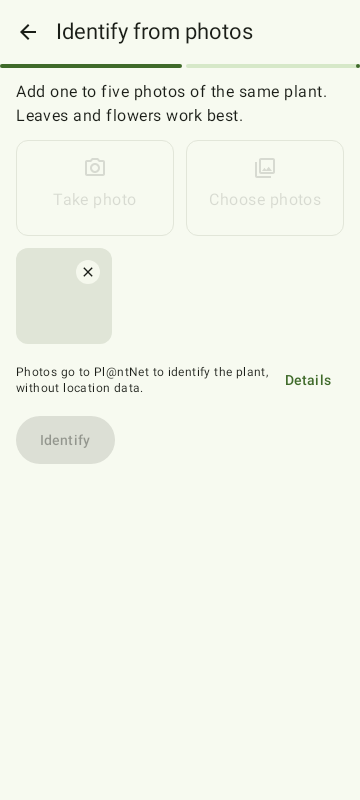 Identify from photos
Add one to five photos of the same plant.
Leaves and flowers work best.
Take photo
Choose photos
Photos go to Pl@ntNet to identify the plant,
without location data.
Details
Identify